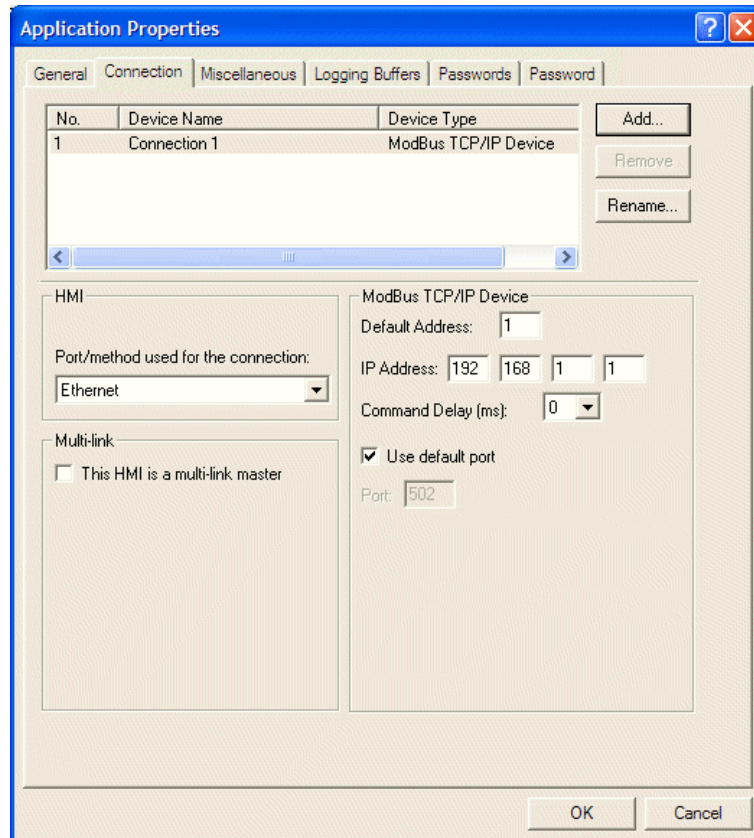 Application Properties
General Connection Miscellaneous Logging Buffers Passwords Password
No. Device Name Device Type
1 Connection 1 ModBus TCP/IP Device
Add...
Remove
Rename...
HMI
Port/method used for the connection:
Ethernet
Multi-link
This HMI is a multi-link master
ModBus TCP/IP Device
Default Address: 1
IP Address: 192 168 1 1
Command Delay (ms): 0
Use default port
Port: 502
OK Cancel